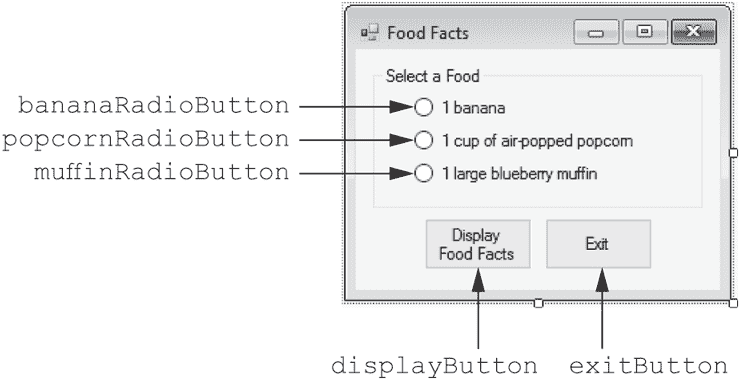 Food Facts
Select a Food
bananaRadioButton
1 banana
popcornRadioButton
1 cup of air-popped popcorn
muffinRadioButton
1 large blueberry muffin
Display
Food Facts
Exit
displayButton
exitButton